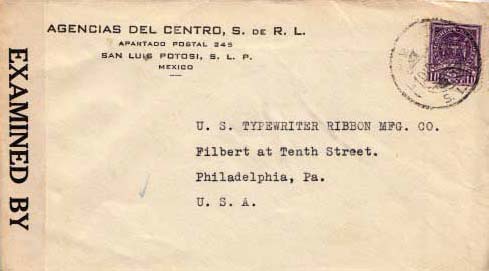 AGENCIAS DEL CENTRO, S. DE R. L.
APARTADO POSTAL 245
SAN LUIS POTOSI, S. L. P.
MEXICO
U. S. TYPEWRITER RIBBON MFG. CO.
Filbert at Tenth Street.
Philadelphia, Pa.
U. S. A.
EXAMINED BY